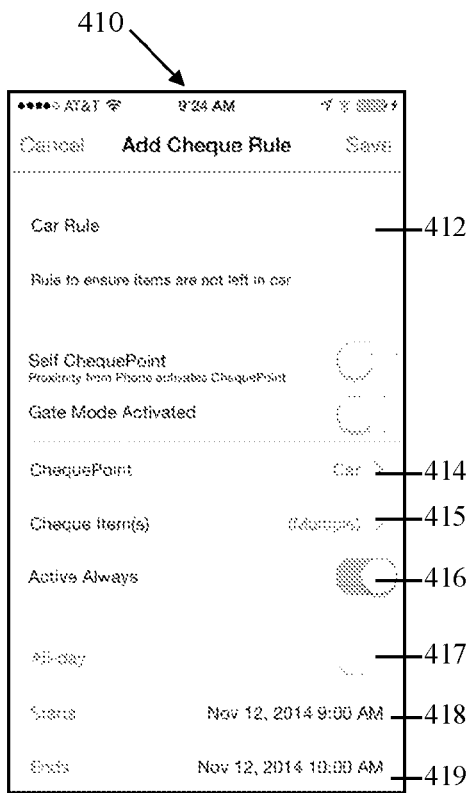 410
AT&T 9:24 AM
Cancel Add Cheque Rule Save
Car Rule 412
Rule to ensure items are not left in car
Self ChequePoint
Proximity from Phone activates ChequePoint
Gate Mode Activated
ChequePoint Car > 414
Cheque Item(s) (Multiple) > 415
Active Always 416
All-day 417
Starts Nov 12, 2014 9:00 AM 418
Ends Nov 12, 2014 10:00 AM 419